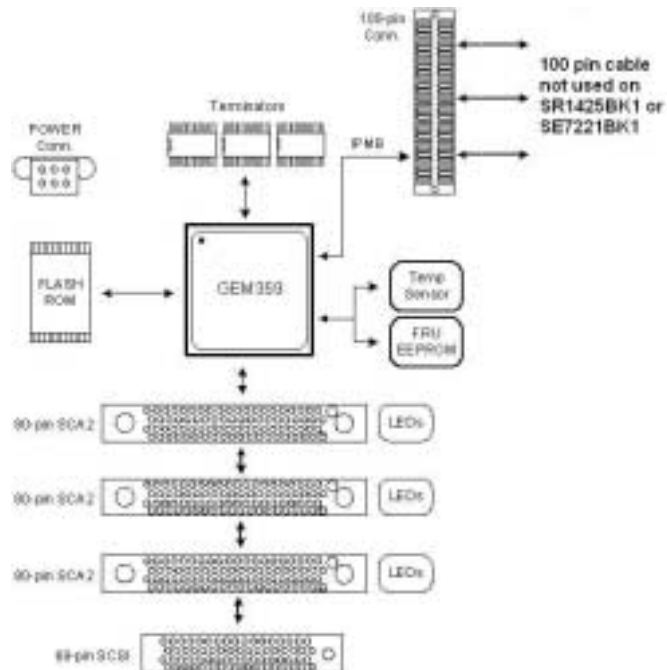 100-pin
Conn.
100 pin cable
not used on
SR1425BK1 or
SE7221BK1
Terminators
POWER
Conn.
IPMB
FLASH
ROM
GEM359
Temp
Sensor
FRU
EEPROM
80-pin SCA2
LEDs
80-pin SCA2
LEDs
80-pin SCA2
LEDs
68-pin SCSI